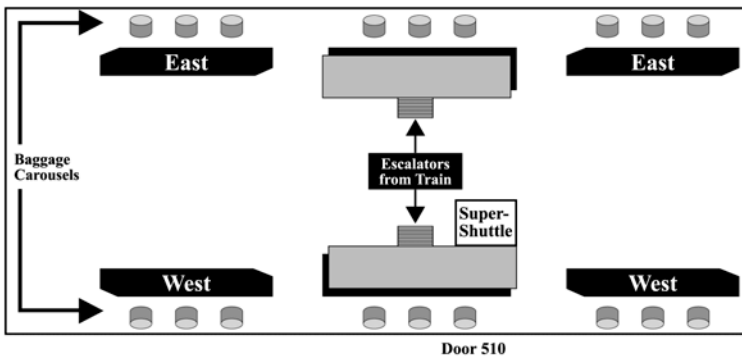 East
East
Baggage
Carousels
Escalators
from Train
Super-
Shuttle
West
West
Door 510